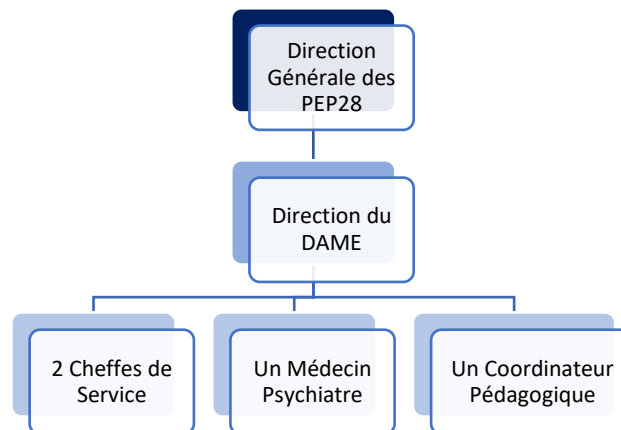 Direction
Générale des
PEP28
Direction du
DAME
2 Cheffes de
Service
Un Médecin
Psychiatre
Un Coordinateur
Pédagogique